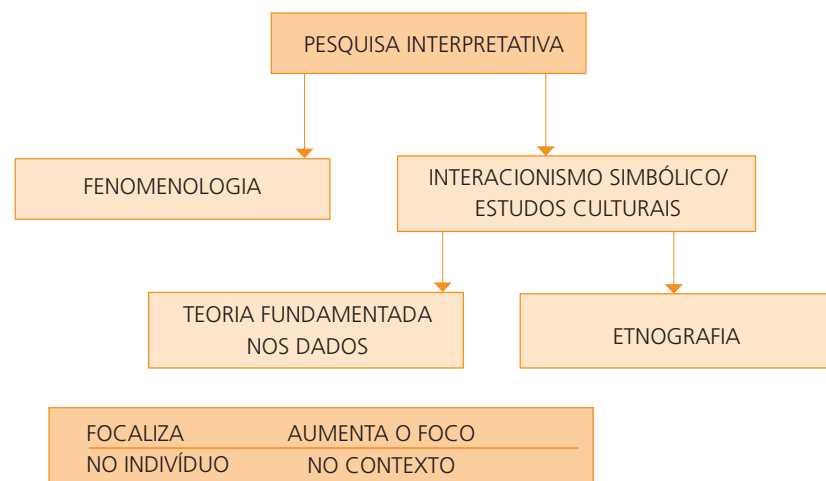 PESQUISA INTERPRETATIVA
FENOMENOLOGIA
INTERACIONISMO SIMBÓLICO/
ESTUDOS CULTURAIS
TEORIA FUNDAMENTADA
NOS DADOS
ETNOGRAFIA
FOCALIZA AUMENTA O FOCO
NO INDIVÍDUO NO CONTEXTO